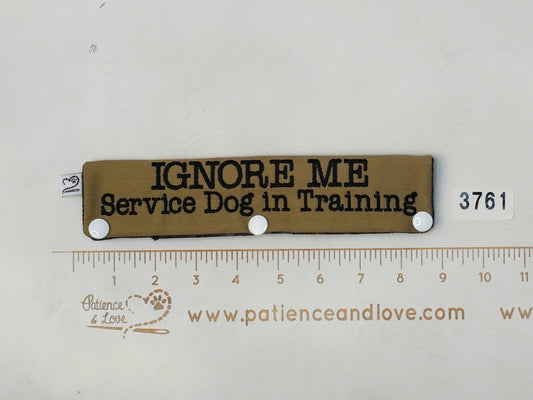 IGNORE ME
Service Dog in Training
3761
1 2 3 4 5 6 7 8 9 10 11
Patience
& Love
www.patienceandlove.com